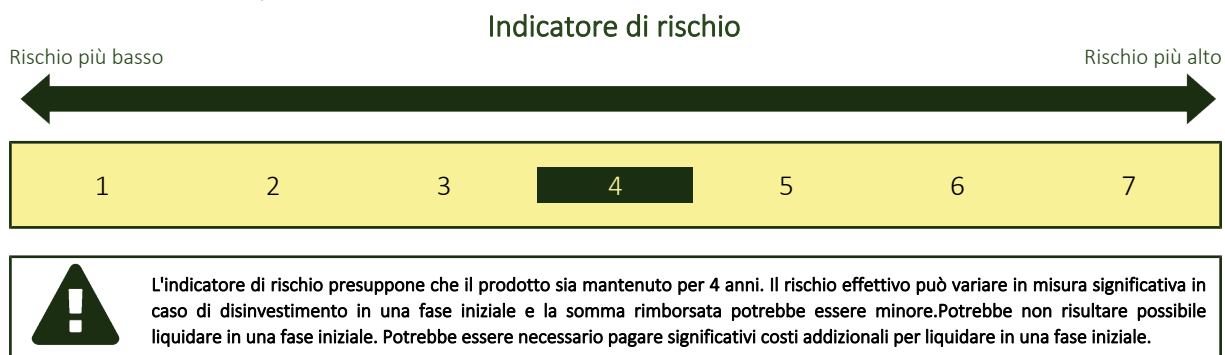 Indicatore di rischio
Rischio più basso
Rischio più alto
1 2 3 4 5 6 7
L'indicatore di rischio presuppone che il prodotto sia mantenuto per 4 anni. Il rischio effettivo può variare in misura significativa in
caso di disinvestimento in una fase iniziale e la somma rimborsata potrebbe essere minore.Potrebbe non risultare possibile
liquidare in una fase iniziale. Potrebbe essere necessario pagare significativi costi addizionali per liquidare in una fase iniziale.